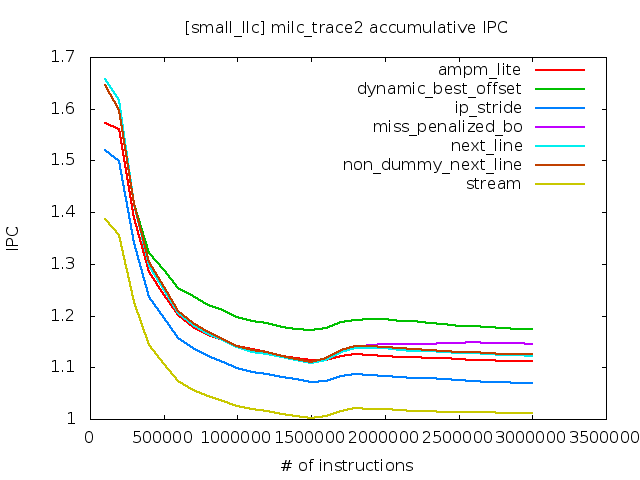 [small_llc] milc_trace2 accumulative IPC
1.7
1.6
1.5
1.4
1.3
1.2
1.1
1
IPC
ampm_lite
dynamic_best_offset
ip_stride
miss_penalized_bo
next_line
non_dummy_next_line
stream
0 500000 1000000 1500000 2000000 2500000 3000000 3500000
# of instructions